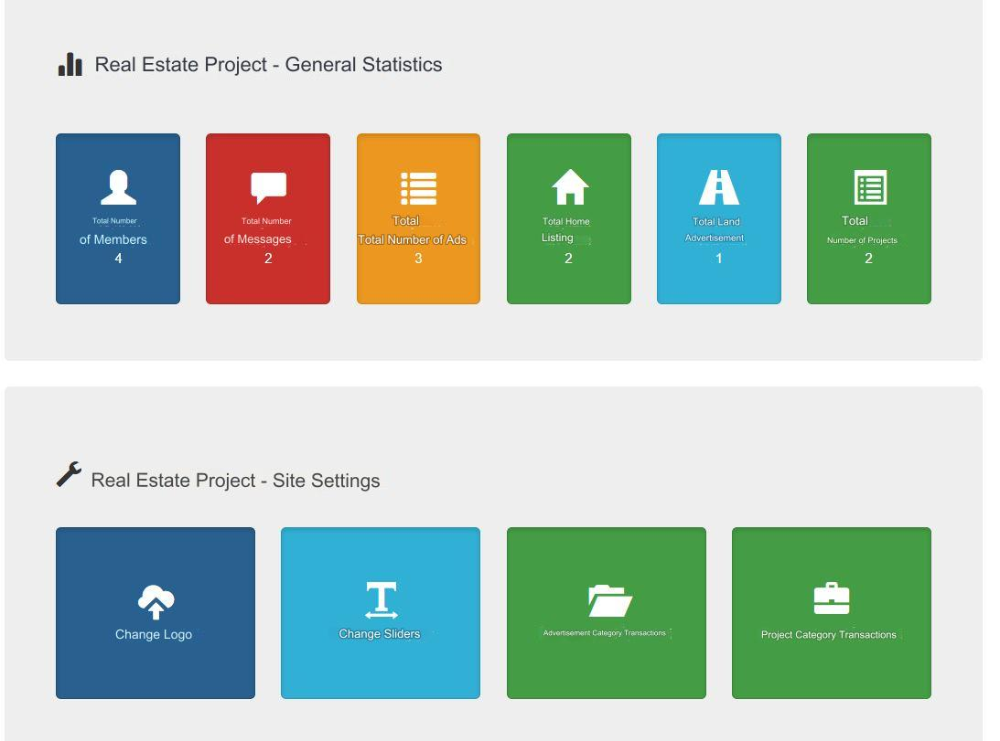 Real Estate Project - General Statistics
Total Number
of Members
4
Total Number
of Messages
2
Total
Total Number of Ads
3
Total Home
Listing
2
Total Land
Advertisement
1
Total
Number of Projects
2
Real Estate Project - Site Settings
Change Logo
Change Sliders
Advertisement Category Transactions
Project Category Transactions